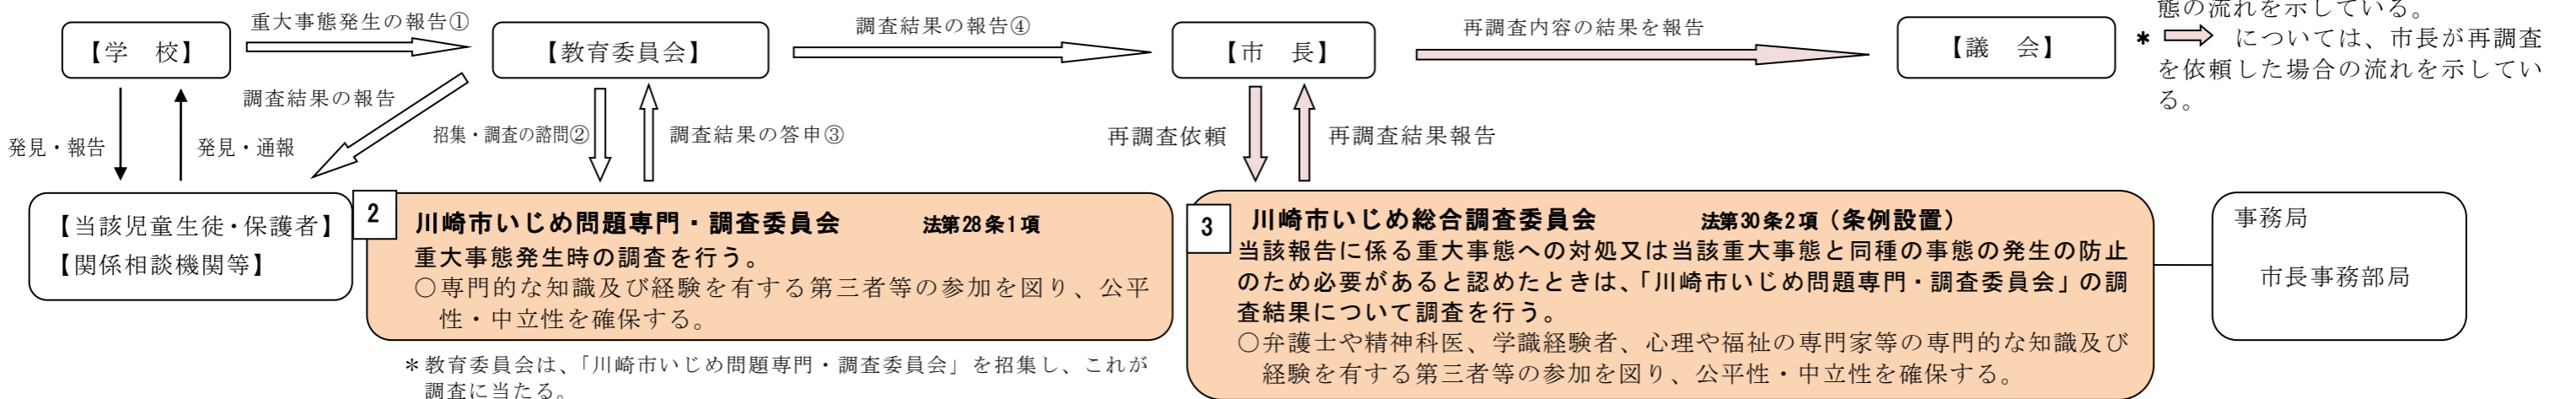 重大事態発生の報告①
調査結果の報告④
再調査内容の結果を報告
態の流れを示している。
【学　校】
【教育委員会】
【市　長】
【議　会】
＊　　については、市長が再調査
を依頼した場合の流れを示してい
る。
調査結果の報告
発見・報告
発見・通報
招集・調査の諮問②
調査結果の答申③
再調査依頼
再調査結果報告
【当該児童生徒・保護者】
【関係相談機関等】
2
川崎市いじめ問題専門・調査委員会　　法第28条1項
重大事態発生時の調査を行う。
○専門的な知識及び経験を有する第三者等の参加を図り、公平
性・中立性を確保する。
＊教育委員会は、「川崎市いじめ問題専門・調査委員会」を招集し、これが
調査に当たる。
3
川崎市いじめ総合調査委員会　　法第30条2項（条例設置）
当該報告に係る重大事態への対処又は当該重大事態と同種の事態の発生の防止
のため必要があると認めたときは、「川崎市いじめ問題専門・調査委員会」の調
査結果について調査を行う。
○弁護士や精神科医、学識経験者、心理や福祉の専門家等の専門的な知識及び
経験を有する第三者等の参加を図り、公平性・中立性を確保する。
事務局
市長事務部局